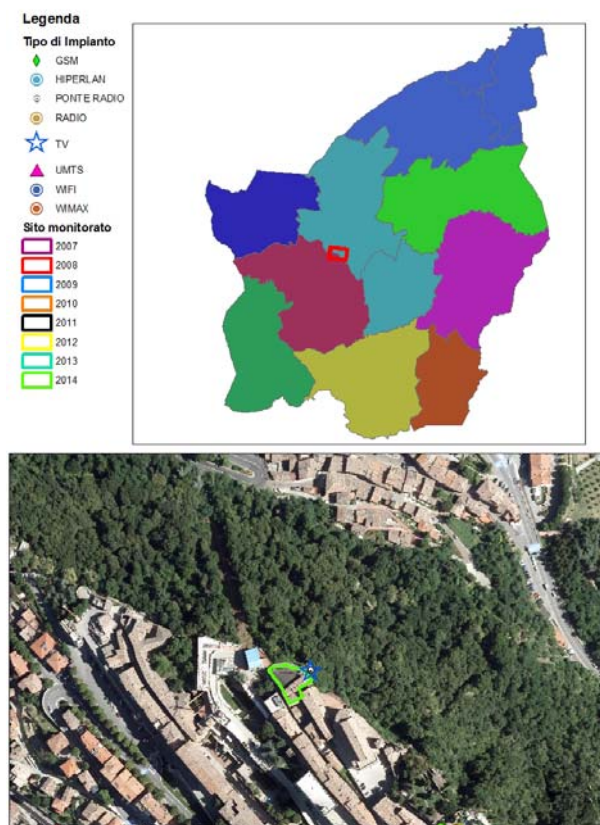 Legenda
Tipo di Impianto
GSM
HIPERLAN
PONTE RADIO
RADIO
TV
UMTS
WIFI
WIMAX
Sito monitorato
2007
2008
2009
2010
2011
2012
2013
2014